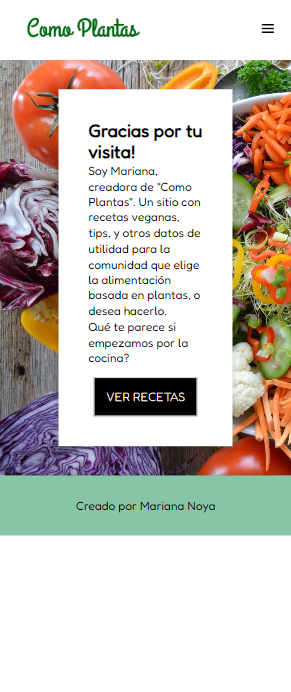 Como Plantas
Gracias por tu
visita!
Soy Mariana,
creadora de "Como
Plantas". Un sitio con
recetas veganas,
tips, y otros datos de
utilidad para la
comunidad que elige
la alimentación
basada en plantas, o
desea hacerlo.
Qué te parece si
empezamos por la
cocina?
VER RECETAS
Creado por Mariana Noya